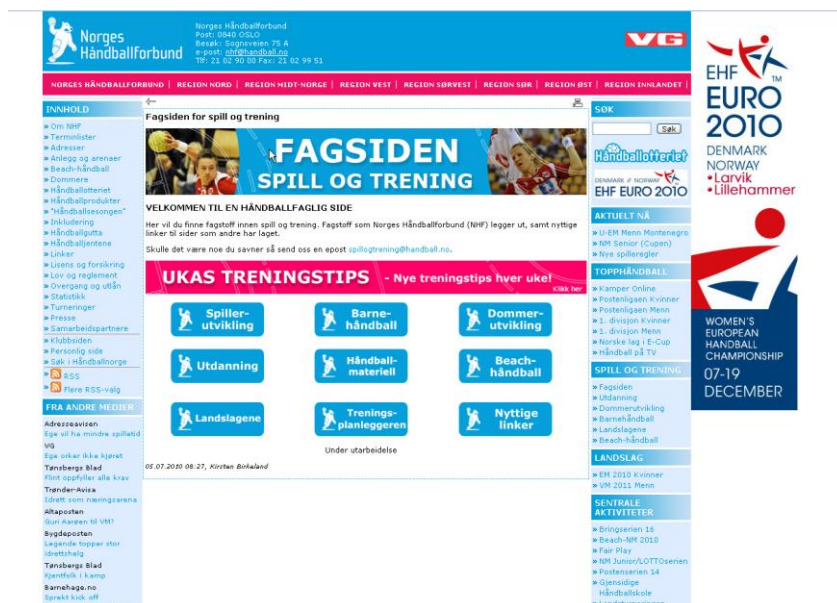 Norges
Håndballforbund
Norges Håndballforbund
Post: 0840 OSLO
Besøk: Sognsveien 75 A
e-post: nhf@handball.no
Tlf: 21 02 90 00 Fax: 21 02 99 51
VG
NORGES HÅNDBALLFORBUND | REGION NORD | REGION MIDT-NORGE | REGION VEST | REGION SØRVEST | REGION SØR | REGION ØST | REGION INNLANDET |
INNHOLD
» Om NHF
» Terminlister
» Adresser
» Anlegg og arenaer
» Beach-håndball
» Dommere
» Håndballotteriet
» Håndballprodukter
» "Håndballsesongen"
» Inkludering
» Håndballgutta
» Håndballjentene
» Linker
» Lisens og forsikring
» Lov og reglement
» Overgang og utlån
» Statistikk
» Turneringer
» Presse
» Samarbeidspartnere
» Klubbsiden
» Personlig side
» Søk i Håndballnorge
» RSS
» Flere RSS-valg
FRA ANDRE MEDIER
Adresseavisen
Ege vil ha mindre spilletid
VG
Ege orker ikke kjøret
Tønsbergs Blad
Flint oppfyller alle krav
Trønder-Avisa
Idrett som næringsarena
Altaposten
Guri Aarøen til VM?
Bygdeposten
Legende topper stor
idrettshelg
Tønsbergs Blad
Kjentfolk i kamp
Barnehage.no
Sprekt kick off
Fagsiden for spill og trening
FAGSIDEN
SPILL OG TRENING
VELKOMMEN TIL EN HÅNDBALLFAGLIG SIDE
Her vil du finne fagstoff innen spill og trening. Fagstoff som Norges Håndballforbund (NHF) legger ut, samt nyttige
linker til sider som andre har laget.
Skulle det være noe du savner så send oss en epost spillogtrening@handball.no.
UKAS TRENINGSTIPS - Nye treningstips hver uke!
Klikk her
Spiller-
utvikling
Barne-
håndball
Dommer-
utvikling
Utdanning
Håndball-
materiell
Beach-
håndball
Landslagene
Trenings-
planleggeren
Nyttige
linker
Under utarbeidelse
05.07.2010 08:27, Kirsten Birkeland
SØK
Søk
Håndballotteriet
DENMARK // NORWAY
EHF EURO 2010
AKTUELT NÅ
» U-EM Menn Montenegro
» NM Senior (Cupen)
» Nye spilleregler
TOPPHÅNDBALL
» Kamper Online
» Postenligaen Kvinner
» Postenligaen Menn
» 1. divisjon Kvinner
» 1. divisjon Menn
» Norske lag i E-Cup
» Håndball på TV
SPILL OG TRENING
» Fagsiden
» Utdanning
» Dommerutvikling
» Barnehåndball
» Landslagene
» Beach-håndball
LANDSLAG
» EM 2010 Kvinner
» VM 2011 Menn
SENTRALE
AKTIVITETER
» Bringserien 16
» Beach-NM 2010
» Fair Play
» NM Junior/LOTTOserien
» Postenserien 14
» Gjensidige
Håndballskole
EHF
TM
EURO
2010
DENMARK
NORWAY
•Larvik
•Lillehammer
WOMEN'S
EUROPEAN
HANDBALL
CHAMPIONSHIP
07-19
DECEMBER